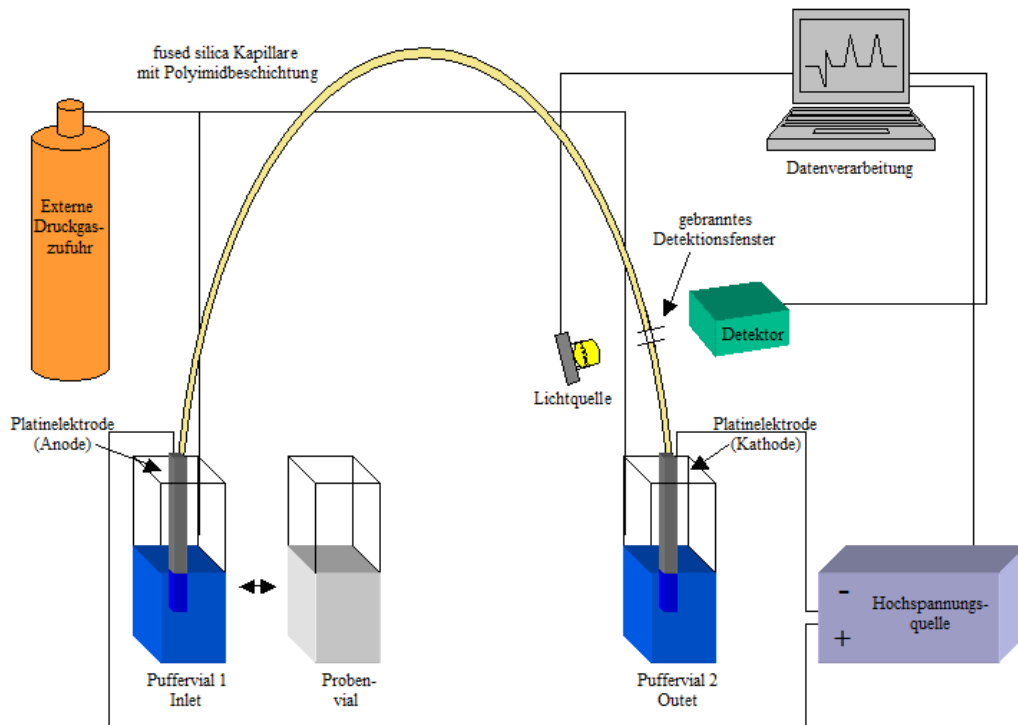 fused silica Kapillare
mit Polyimidbeschichtung
Datenverarbeitung
Externe
Druckgas-
zufuhr
gebranntes
Detektionsfenster
Detektor
Lichtquelle
Platinelektrode
(Anode)
Platinelektrode
(Kathode)
-
+
Hochspannungs-
quelle
Puffervial 1
Inlet
Proben-
vial
Puffervial 2
Outet